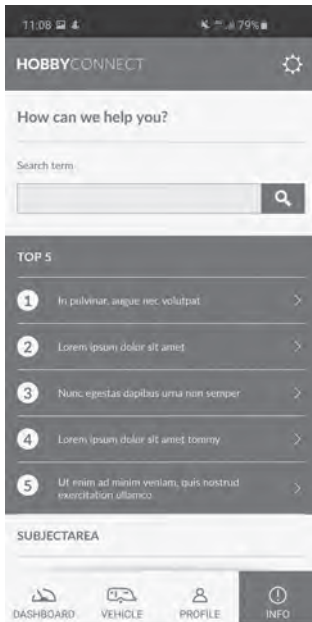 11:08 79%
HOBBYCONNECT
How can we help you?
Search term
TOP 5
1 In pulvinar, augue nec volutpat
2 Lorem ipsum dolor sit amet
3 Nunc egestas dapibus urna non semper
4 Lorem ipsum dolor sit amet tommy
5 Ut enim ad minim veniam, quis nostrud
exercitation ullamco
SUBJECTAREA
DASHBOARD VEHICLE PROFILE INFO